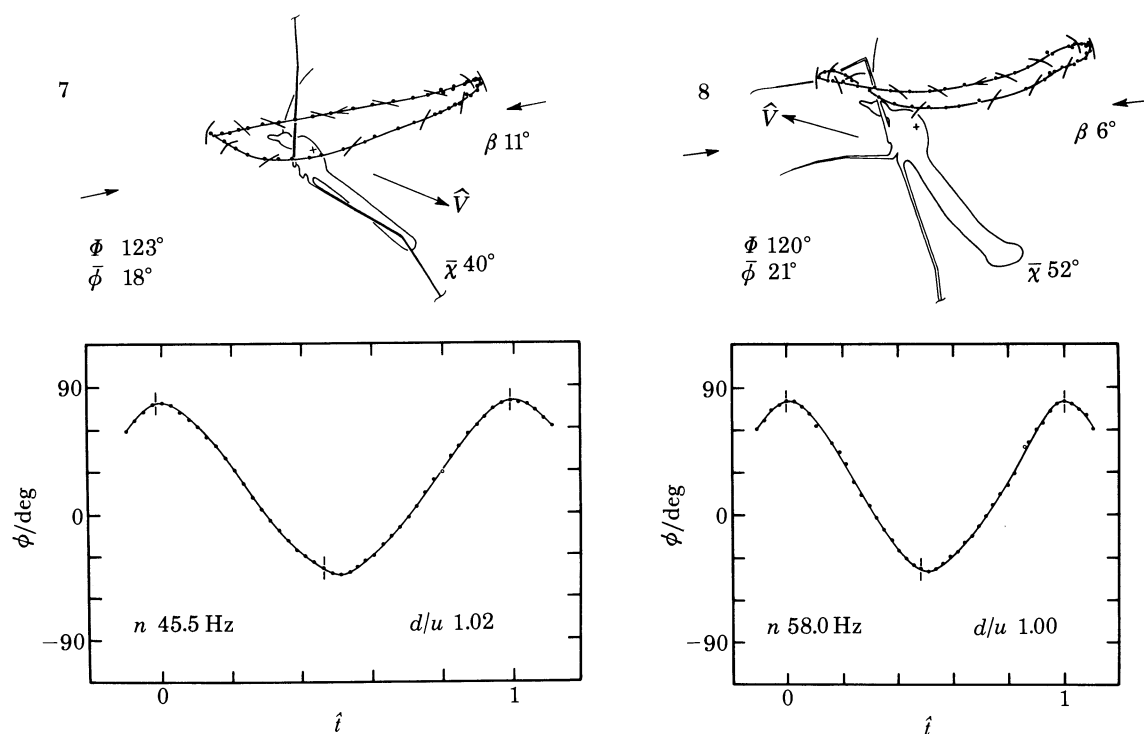 7
β 11°
V̂
Φ 123°
ϕ̄ 18°
χ̄ 40°
8
V̂
β 6°
Φ 120°
ϕ̄ 21°
χ̄ 52°
90
0
−90
ϕ/deg
n 45.5 Hz
d/u 1.02
0
1
t̂
90
0
−90
ϕ/deg
n 58.0 Hz
d/u 1.00
0
1
t̂